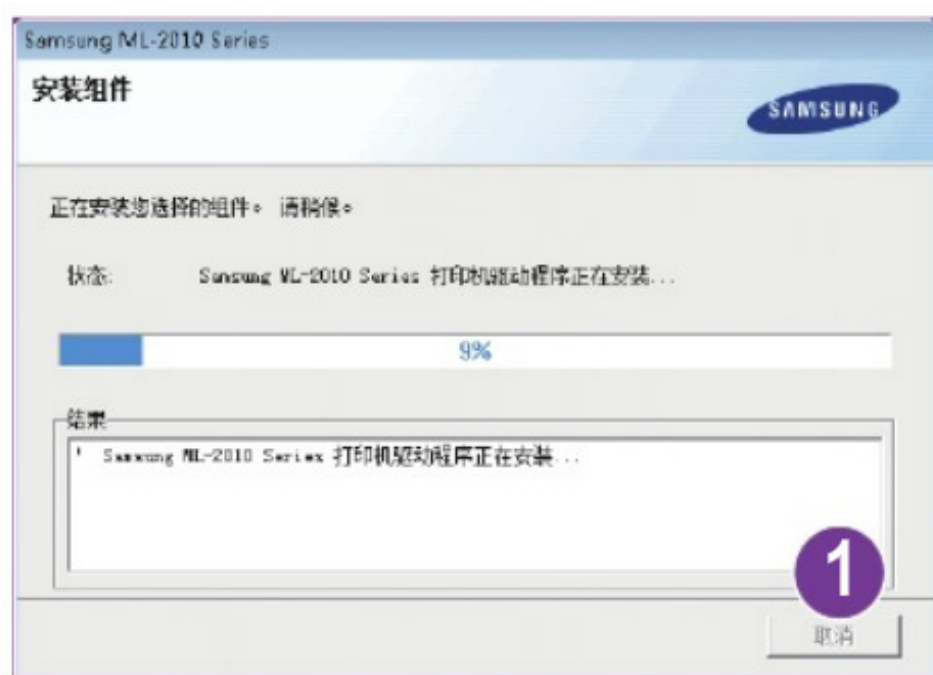 Samsung ML-2010 Series
安装组件
SAMSUNG
正在安装您选择的组件。 请稍候。
状态: Samsung ML-2010 Series 打印机驱动程序正在安装...
9%
结果
' Samsung ML-2010 Series 打印机驱动程序正在安装...
1
取消